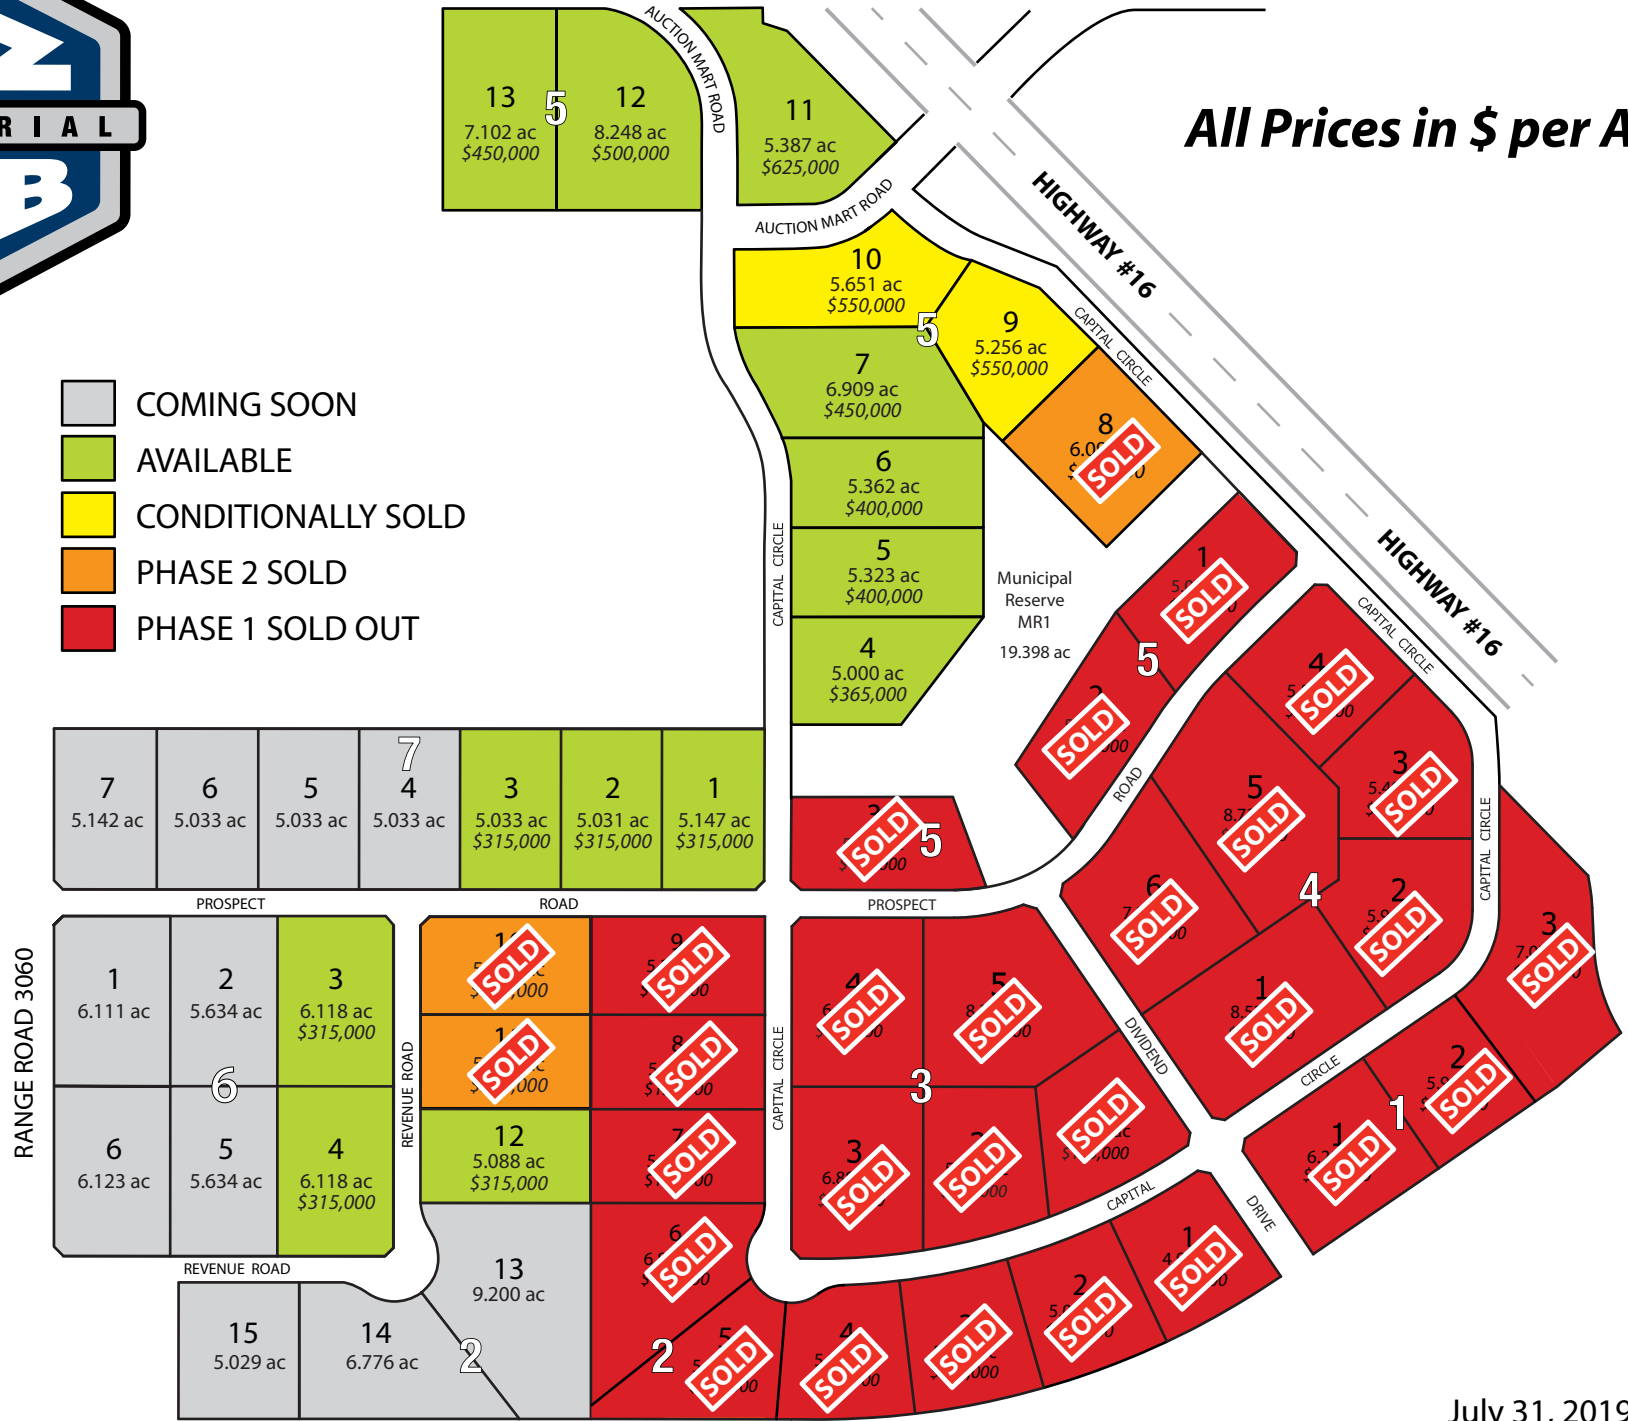 RIAL
B
All Prices in $ per A
13
7.102 ac
$450,000
5
12
8.248 ac
$500,000
AUCTION MART ROAD
11
5.387 ac
$625,000
AUCTION MART ROAD
HIGHWAY #16
10
5.651 ac
$550,000
5
9
5.256 ac
$550,000
CAPITAL CIRCLE
7
6.909 ac
$450,000
8
SOLD
COMING SOON
AVAILABLE
CONDITIONALLY SOLD
PHASE 2 SOLD
PHASE 1 SOLD OUT
6
5.362 ac
$400,000
5
5.323 ac
$400,000
CAPITAL CIRCLE
4
5.000 ac
$365,000
Municipal
Reserve
MR1
19.398 ac
1
SOLD
5
SOLD
HIGHWAY #16
CAPITAL CIRCLE
4
SOLD
3
SOLD
5
SOLD
ROAD
CAPITAL CIRCLE
7
7
5.142 ac
6
5.033 ac
5
5.033 ac
4
5.033 ac
3
5.033 ac
$315,000
2
5.031 ac
$315,000
1
5.147 ac
$315,000
3
SOLD
5
6
SOLD
4
2
SOLD
3
SOLD
PROSPECT
ROAD
PROSPECT
RANGE ROAD 3060
1
6.111 ac
2
5.634 ac
3
6.118 ac
$315,000
6
6
6.123 ac
5
5.634 ac
4
6.118 ac
$315,000
REVENUE ROAD
SOLD
9
SOLD
SOLD
8
SOLD
12
5.088 ac
$315,000
7
SOLD
CAPITAL CIRCLE
4
SOLD
5
SOLD
3
3
SOLD
SOLD
SOLD
DIVIDEND
1
SOLD
CIRCLE
2
SOLD
1
1
SOLD
REVENUE ROAD
15
5.029 ac
14
6.776 ac
2
13
9.200 ac
6
SOLD
2
5
SOLD
4
SOLD
SOLD
2
SOLD
1
SOLD
CAPITAL
DRIVE
July 31, 2019